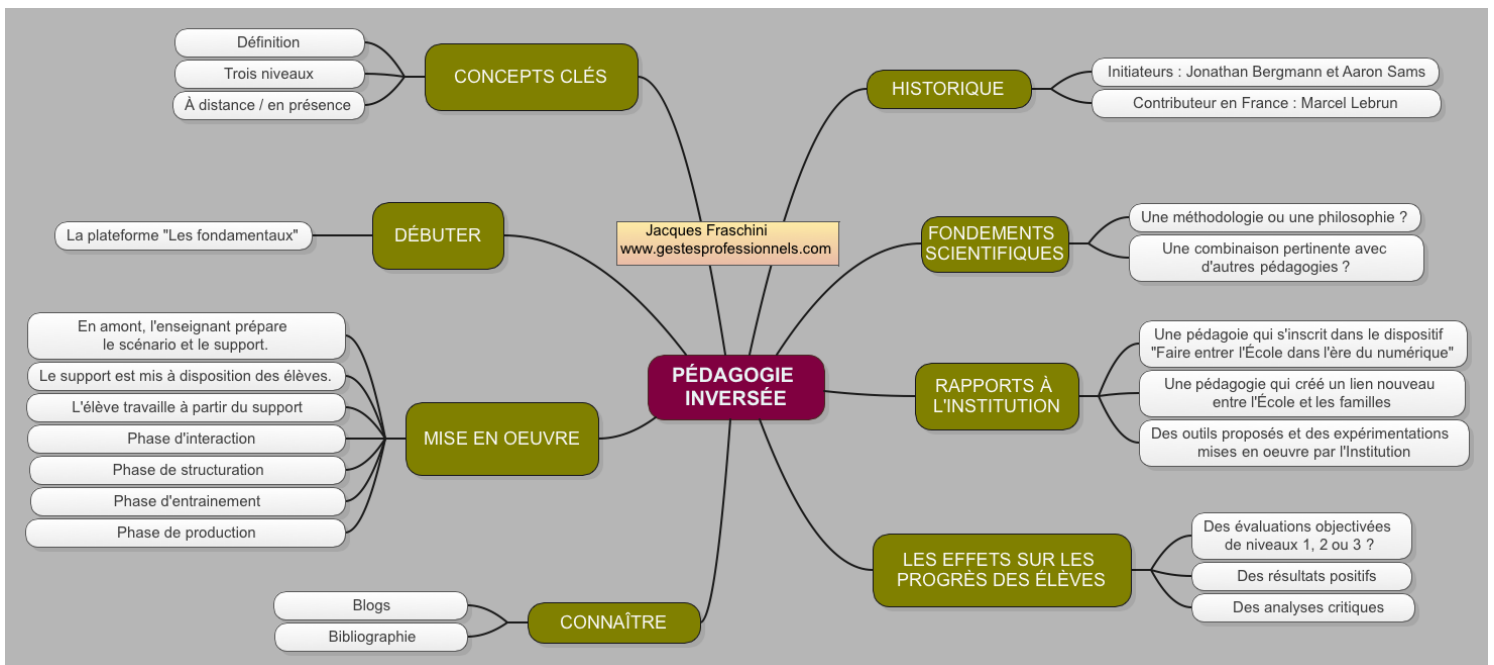 CONCEPTS CLÉS
Définition
Trois niveaux
À distance / en présence
DÉBUTER
La plateforme "Les fondamentaux"
MISE EN OEUVRE
En amont, l'enseignant prépare
le scénario et le support.
Le support est mis à disposition des élèves.
L'élève travaille à partir du support
Phase d'interaction
Phase de structuration
Phase d'entrainement
Phase de production
CONNAÎTRE
Blogs
Bibliographie
Jacques Fraschini
www.gestesprofessionnels.com
PÉDAGOGIE
INVERSÉE
HISTORIQUE
Initiateurs : Jonathan Bergmann et Aaron Sams
Contributeur en France : Marcel Lebrun
FONDEMENTS
SCIENTIFIQUES
Une méthodologie ou une philosophie ?
Une combinaison pertinente avec
d'autres pédagogies ?
RAPPORTS À
L'INSTITUTION
Une pédagoie qui s'inscrit dans le dispositif
"Faire entrer l'École dans l'ère du numérique"
Une pédagogie qui créé un lien nouveau
entre l'École et les familles
Des outils proposés et des expérimentations
mises en oeuvre par l'Institution
LES EFFETS SUR LES
PROGRÈS DES ÉLÈVES
Des évaluations objectivées
de niveaux 1, 2 ou 3 ?
Des résultats positifs
Des analyses critiques